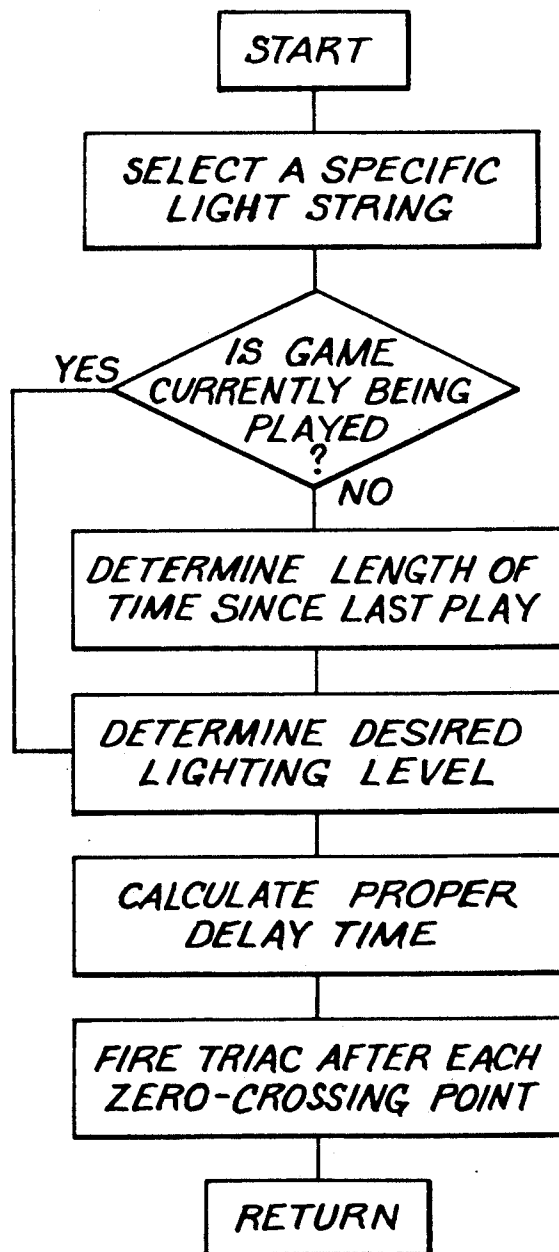 START
SELECT A SPECIFIC
LIGHT STRING
IS GAME
CURRENTLY BEING
PLAYED
?
YES
NO
DETERMINE LENGTH OF
TIME SINCE LAST PLAY
DETERMINE DESIRED
LIGHTING LEVEL
CALCULATE PROPER
DELAY TIME
FIRE TRIAC AFTER EACH
ZERO-CROSSING POINT
RETURN